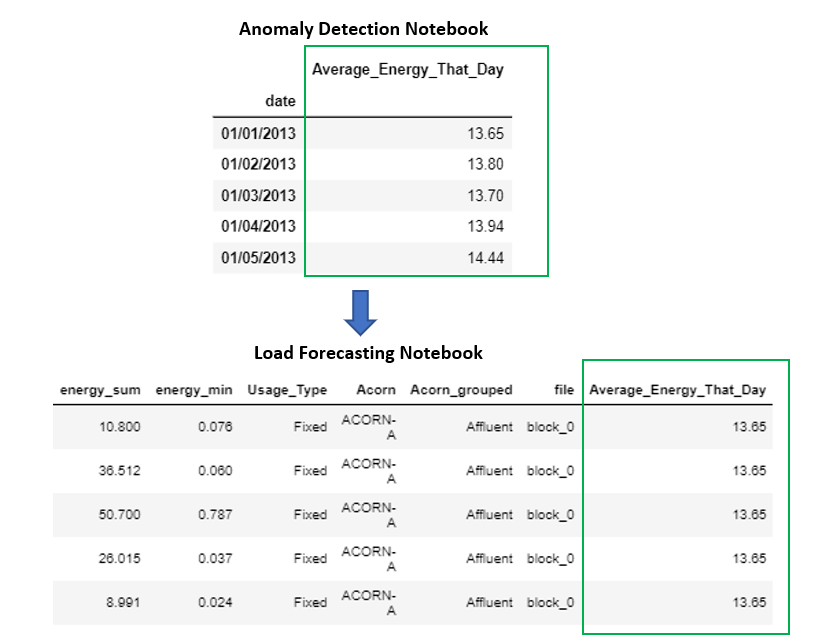 Anomaly Detection Notebook
Average_Energy_That_Day
date
01/01/2013 13.65
01/02/2013 13.80
01/03/2013 13.70
01/04/2013 13.94
01/05/2013 14.44
Load Forecasting Notebook
energy_sum energy_min Usage_Type Acorn Acorn_grouped file Average_Energy_That_Day
10.800 0.076 Fixed ACORN-
A Affluent block_0 13.65
36.512 0.060 Fixed ACORN-
A Affluent block_0 13.65
50.700 0.787 Fixed ACORN-
A Affluent block_0 13.65
26.015 0.037 Fixed ACORN-
A Affluent block_0 13.65
8.991 0.024 Fixed ACORN-
A Affluent block_0 13.65